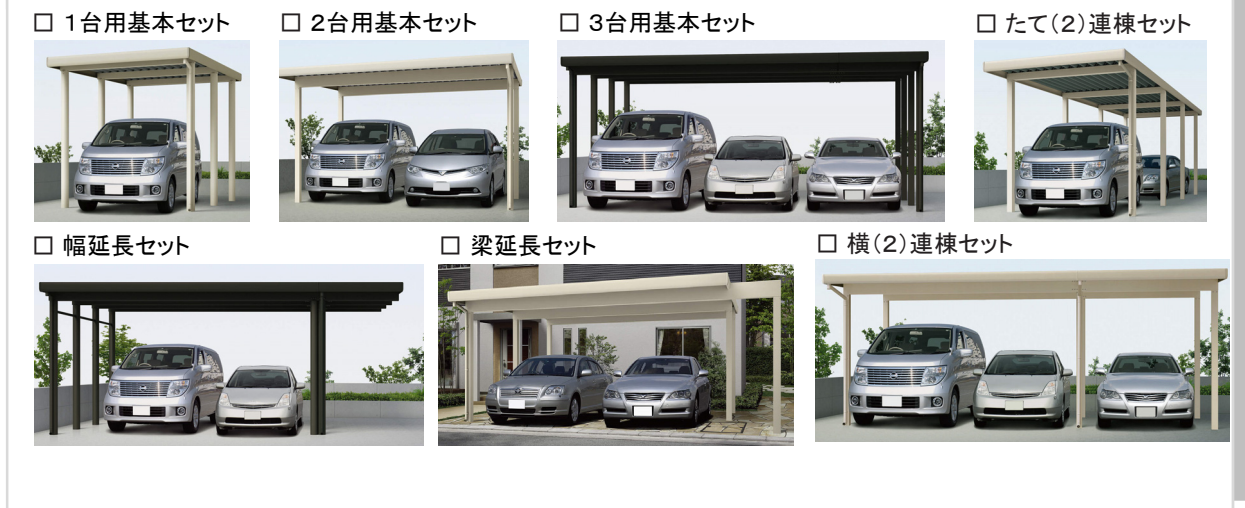 □ 1台用基本セット
□ 2台用基本セット
□ 3台用基本セット
□ たて(2)連棟セット
□ 幅延長セット
□ 梁延長セット
□ 横(2)連棟セット